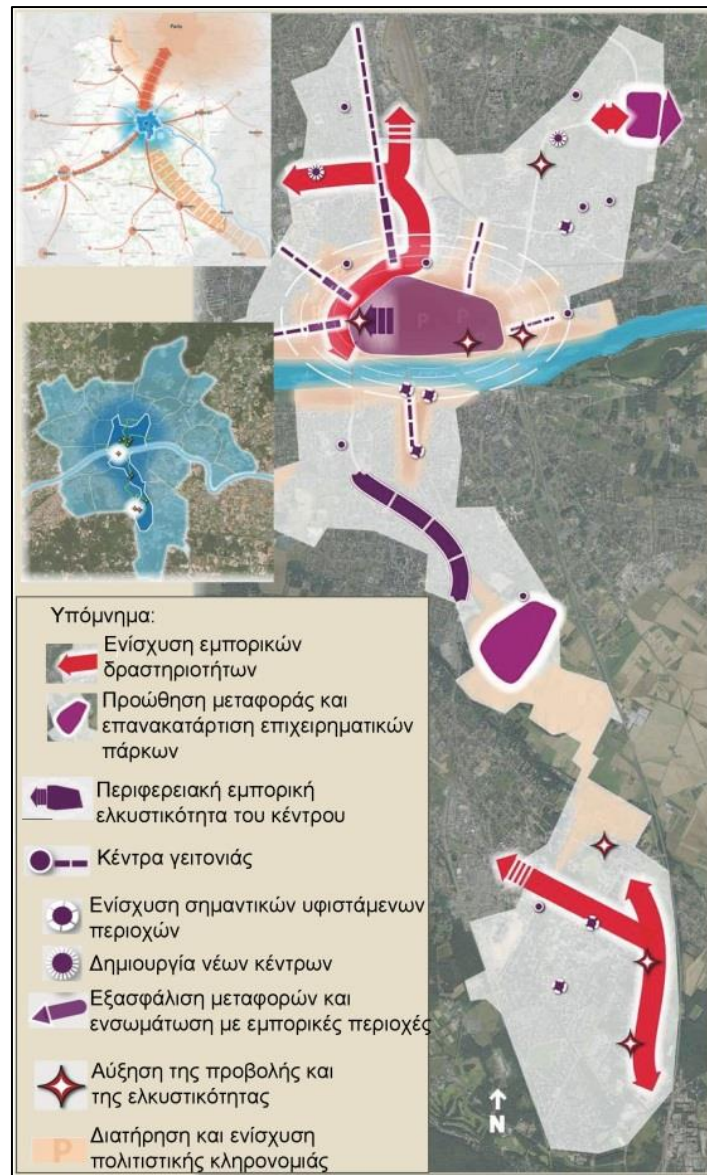 Paris
P
P
Υπόμνημα:
Ενίσχυση εμπορικών
δραστηριοτήτων
Προώθηση μεταφοράς και
επανακατάρτιση επιχειρηματικών
πάρκων
Περιφερειακή εμπορική
ελκυστικότητα του κέντρου
Κέντρα γειτονιάς
Ενίσχυση σημαντικών υφιστάμενων
περιοχών
Δημιουργία νέων κέντρων
Εξασφάλιση μεταφορών και
ενσωμάτωση με εμπορικές περιοχές
Αύξηση της προβολής και
της ελκυστικότητας
P
Διατήρηση και ενίσχυση
πολιτιστικής κληρονομιάς
N